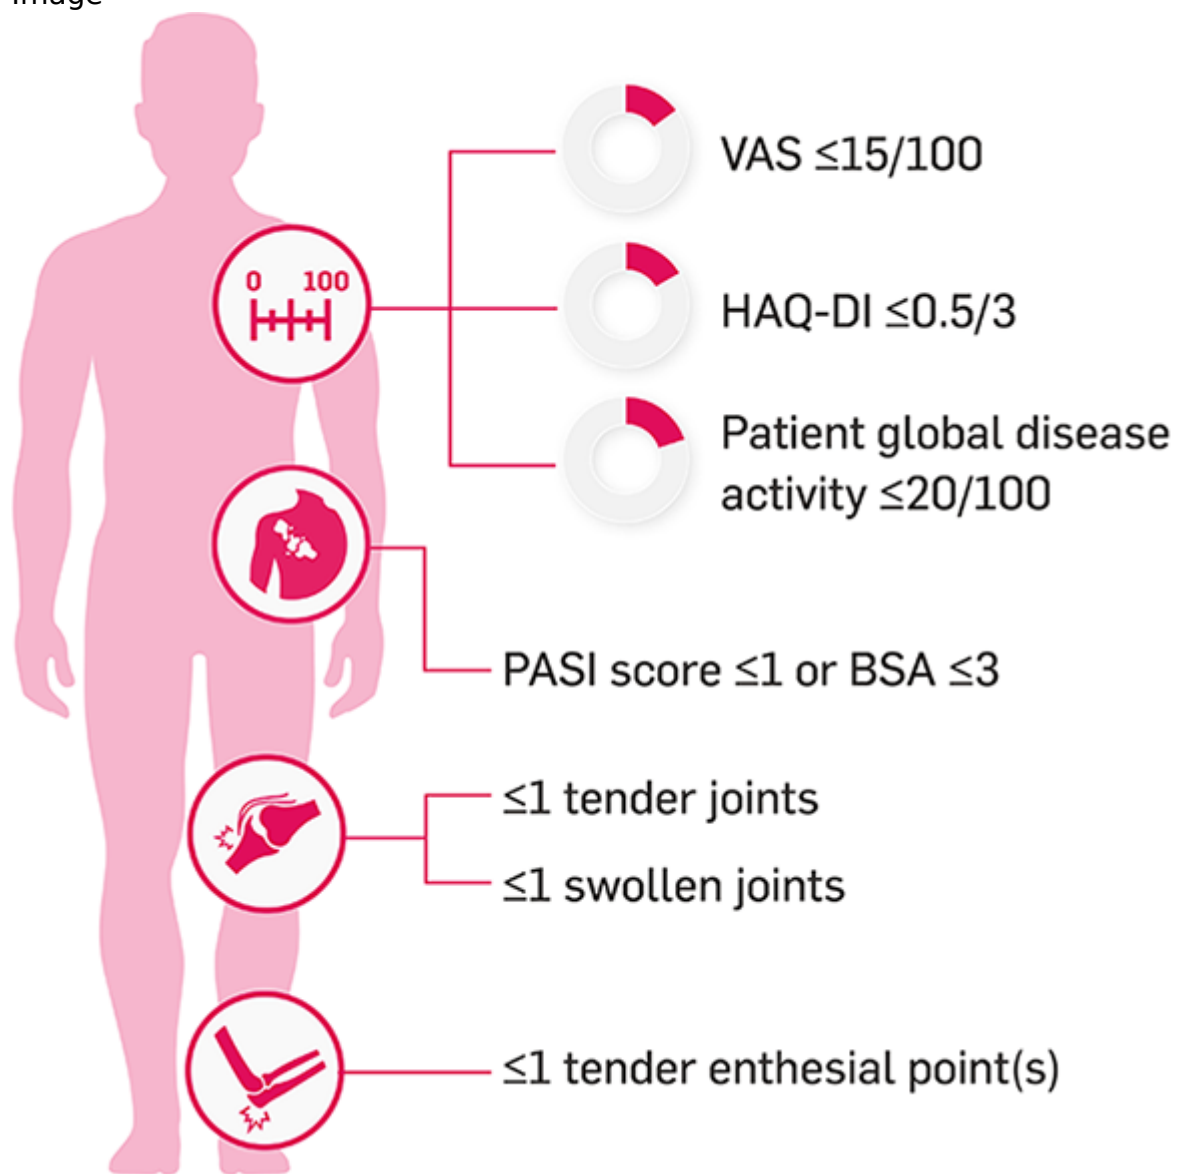 Image
0 100
VAS ≤15/100
HAQ-DI ≤0.5/3
Patient global disease
activity ≤20/100
PASI score ≤1 or BSA ≤3
≤1 tender joints
≤1 swollen joints
≤1 tender enthesial point(s)